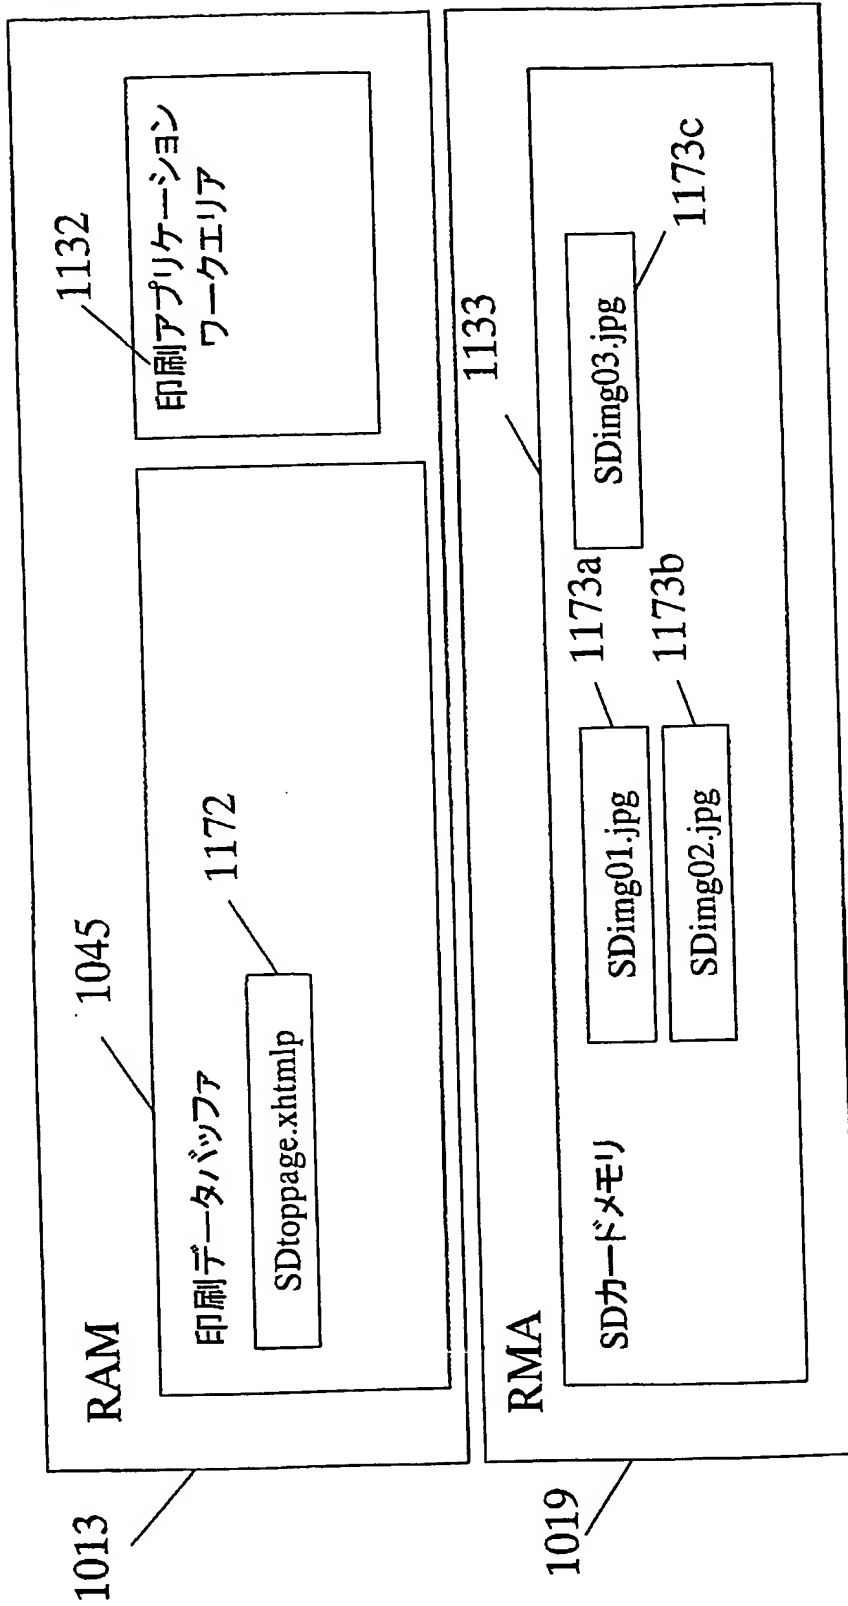 1013
RAM
1045
印刷データバッファ
SDtoppage.xhtmlp
1172
1132
印刷アプリケーション
ワークエリア
1019
RMA
1133
SDカードメモリ
SDimg01.jpg
1173a
SDimg02.jpg
1173b
SDimg03.jpg
1173c